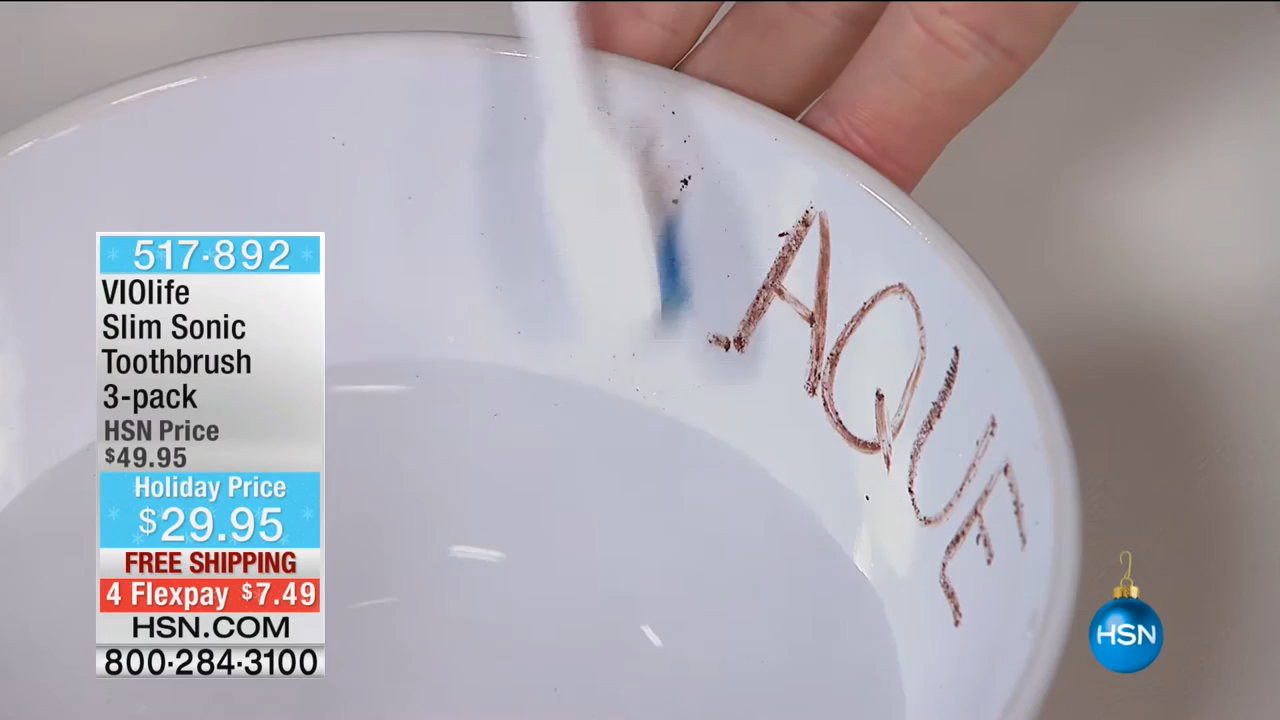 517·892
VIOlife
Slim Sonic
Toothbrush
3-pack
HSN Price
$49.95
Holiday Price
$29.95
FREE SHIPPING
4 Flexpay $7.49
HSN.COM
800·284·3100
AQUE
HSN